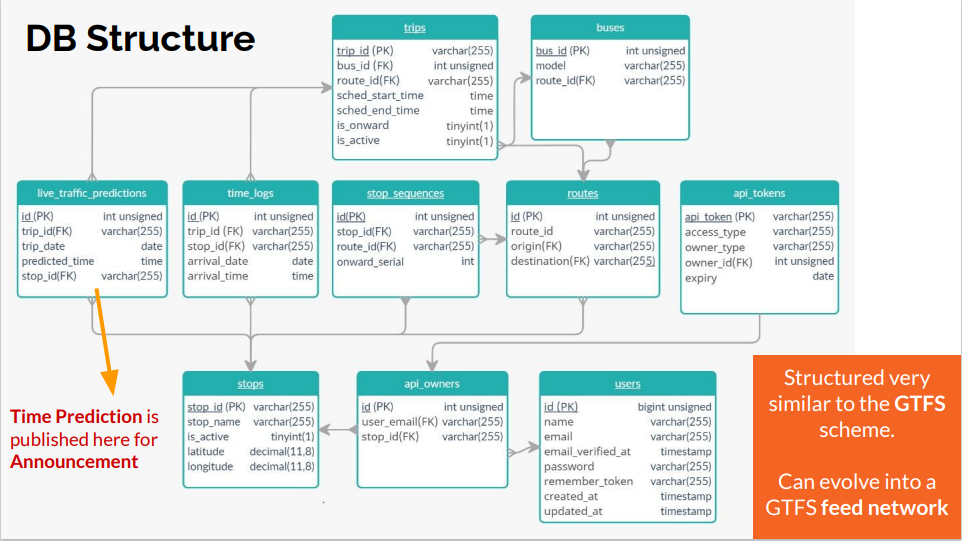 DB Structure
trips
trip_id (PK) varchar(255)
bus_id (FK) int unsigned
route_id(FK) varchar(255)
sched_start_time time
sched_end_time time
is_onward tinyint(1)
is_active tinyint(1)
buses
bus_id (PK) int unsigned
model varchar(255)
route_id(FK) varchar(255)
live_traffic_predictions
id (PK) int unsigned
trip_id(FK) varchar(255)
trip_date date
predicted_time time
stop_id(FK) varchar(255)
time_logs
id (PK) int unsigned
trip_id (FK) varchar(255)
stop_id(FK) varchar(255)
arrival_date date
arrival_time time
stop_sequences
id(PK) int unsigned
stop_id(FK) varchar(255)
route_id(FK) varchar(255)
onward_serial int
routes
id (PK) int unsigned
route_id varchar(255)
origin(FK) varchar(255)
destination(FK) varchar(255)
api_tokens
api_token (PK) varchar(255)
access_type varchar(255)
owner_type varchar(255)
owner_id(FK) int unsigned
expiry date
Time Prediction is
published here for
Announcement
stops
stop_id (PK) varchar(255)
stop_name varchar(255)
is_active tinyint(1)
latitude decimal(11,8)
longitude decimal(11,8)
api_owners
id (PK) int unsigned
user_email(FK) varchar(255)
stop_id(FK) varchar(255)
users
id (PK) bigint unsigned
name varchar(255)
email varchar(255)
email_verified_at timestamp
password varchar(255)
remember_token varchar(255)
created_at timestamp
updated_at timestamp
Structured very
similar to the GTFS
scheme.
Can evolve into a
GTFS feed network